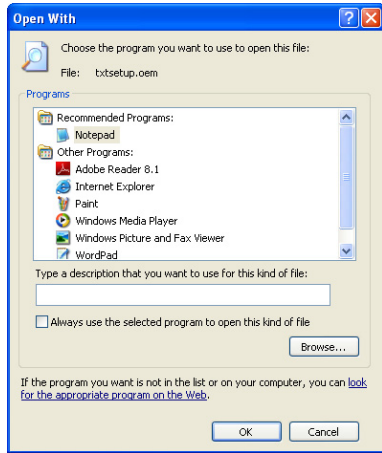 Open With
Choose the program you want to use to open this file:
File: txtsetup.oem
Programs
Recommended Programs:
Notepad
Other Programs:
Adobe Reader 8.1
Internet Explorer
Paint
Windows Media Player
Windows Picture and Fax Viewer
WordPad
Type a description that you want to use for this kind of file:
Always use the selected program to open this kind of file
Browse...
If the program you want is not in the list or on your computer, you can look
for the appropriate program on the Web.
OK Cancel